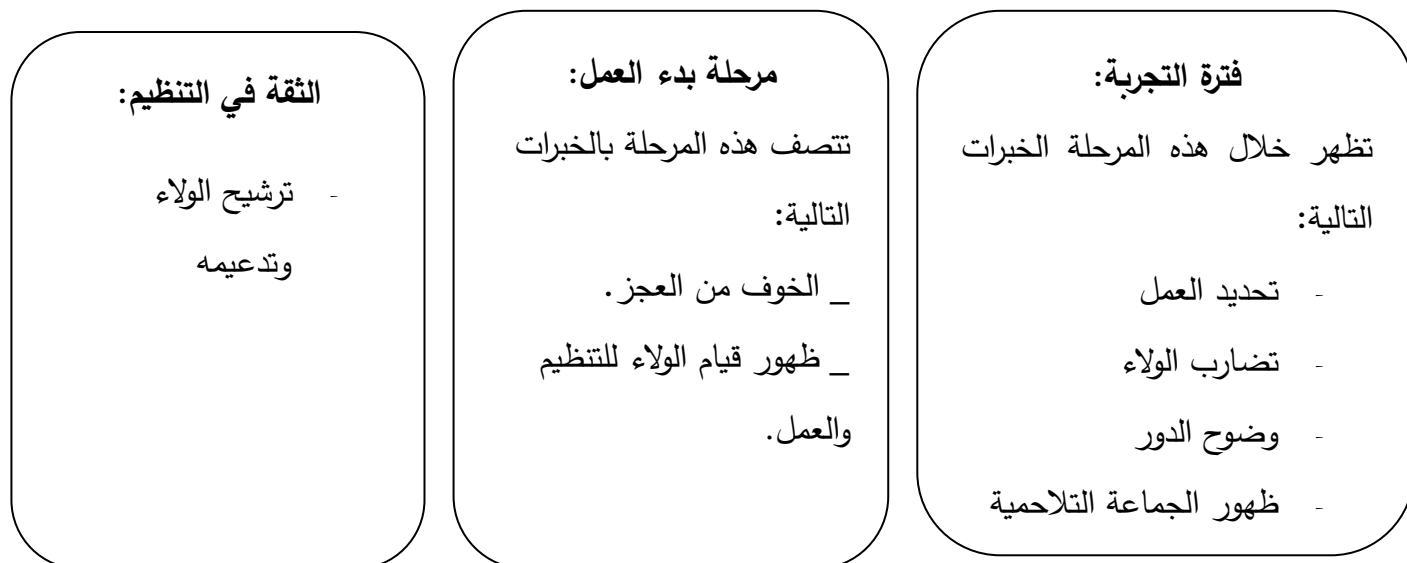 فترة التجربة:
تظهر خلال هذه المرحلة الخبرات
التالية:
- تحديد العمل
- تضارب الولاء
- وضوح الدور
- ظهور الجماعة التلاحمية
مرحلة بدء العمل:
تتصف هذه المرحلة بالخبرات
التالية:
_ الخوف من العجز.
_ ظهور قيام الولاء للتنظيم
والعمل.
الثقة في التنظيم:
- ترشيح الولاء
وتدعيمه